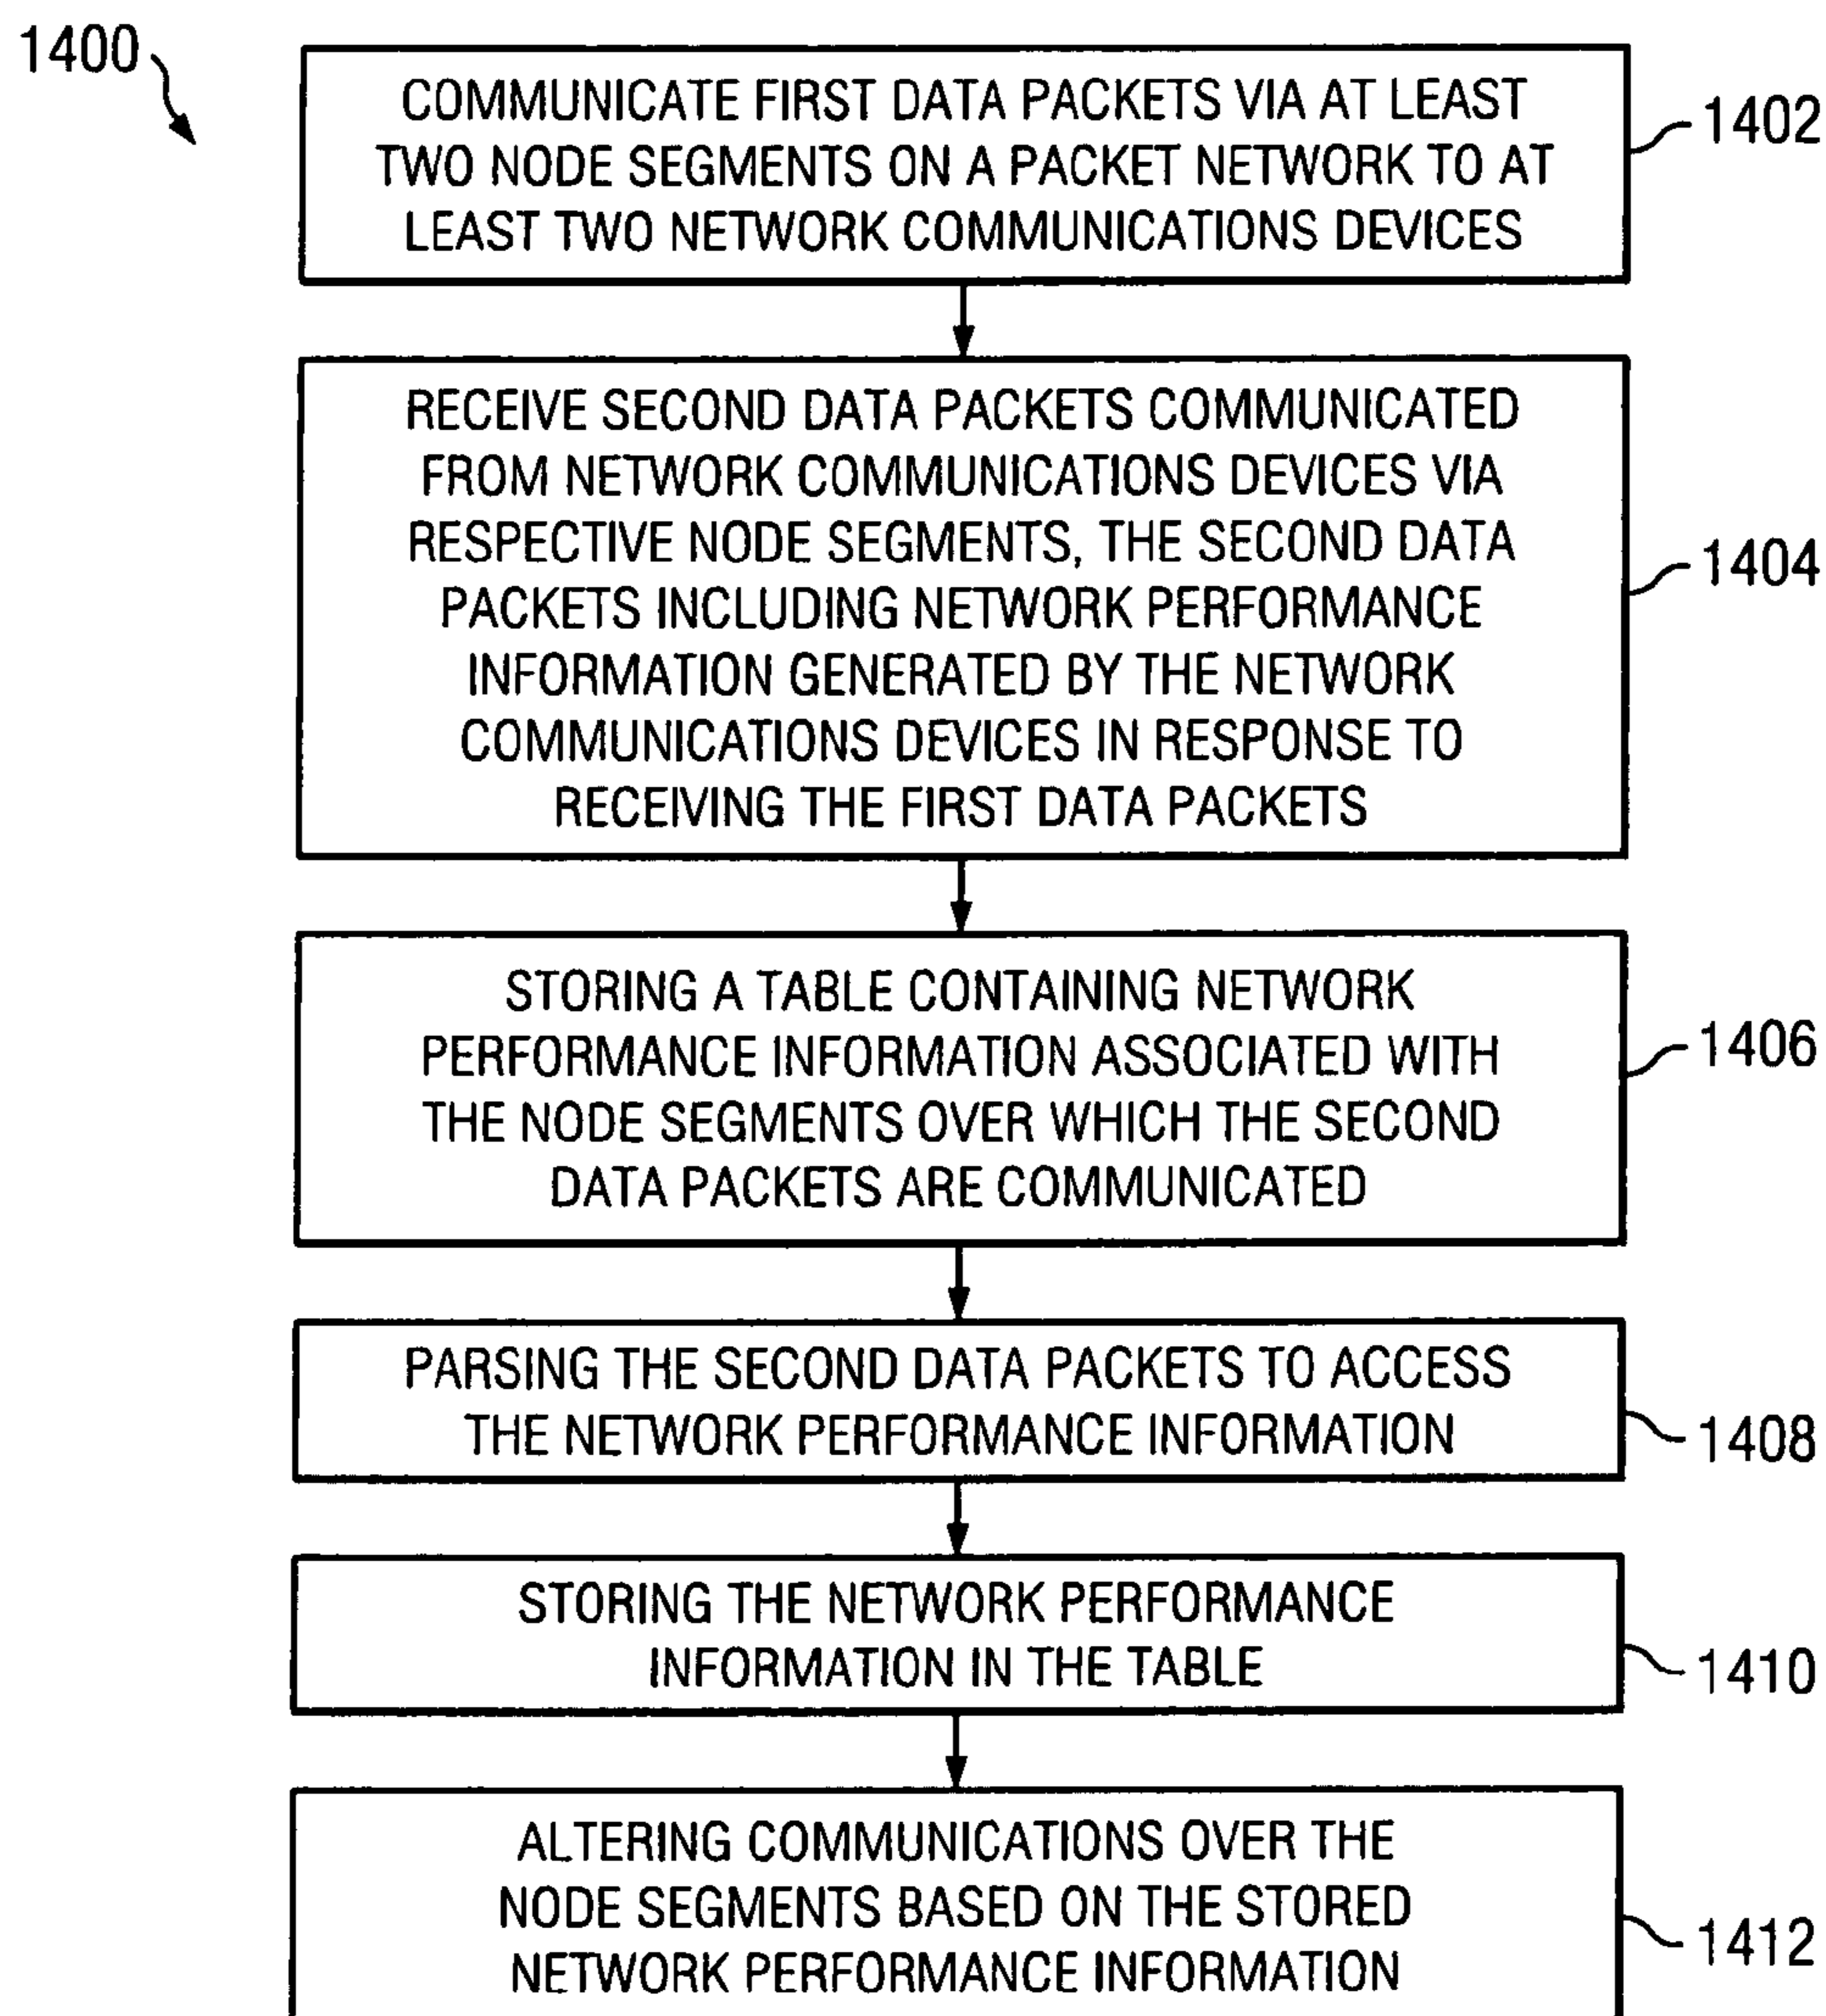 1400
COMMUNICATE FIRST DATA PACKETS VIA AT LEAST
TWO NODE SEGMENTS ON A PACKET NETWORK TO AT
LEAST TWO NETWORK COMMUNICATIONS DEVICES
1402
RECEIVE SECOND DATA PACKETS COMMUNICATED
FROM NETWORK COMMUNICATIONS DEVICES VIA
RESPECTIVE NODE SEGMENTS, THE SECOND DATA
PACKETS INCLUDING NETWORK PERFORMANCE
INFORMATION GENERATED BY THE NETWORK
COMMUNICATIONS DEVICES IN RESPONSE TO
RECEIVING THE FIRST DATA PACKETS
1404
STORING A TABLE CONTAINING NETWORK
PERFORMANCE INFORMATION ASSOCIATED WITH
THE NODE SEGMENTS OVER WHICH THE SECOND
DATA PACKETS ARE COMMUNICATED
1406
PARSING THE SECOND DATA PACKETS TO ACCESS
THE NETWORK PERFORMANCE INFORMATION
1408
STORING THE NETWORK PERFORMANCE
INFORMATION IN THE TABLE
1410
ALTERING COMMUNICATIONS OVER THE
NODE SEGMENTS BASED ON THE STORED
NETWORK PERFORMANCE INFORMATION
1412